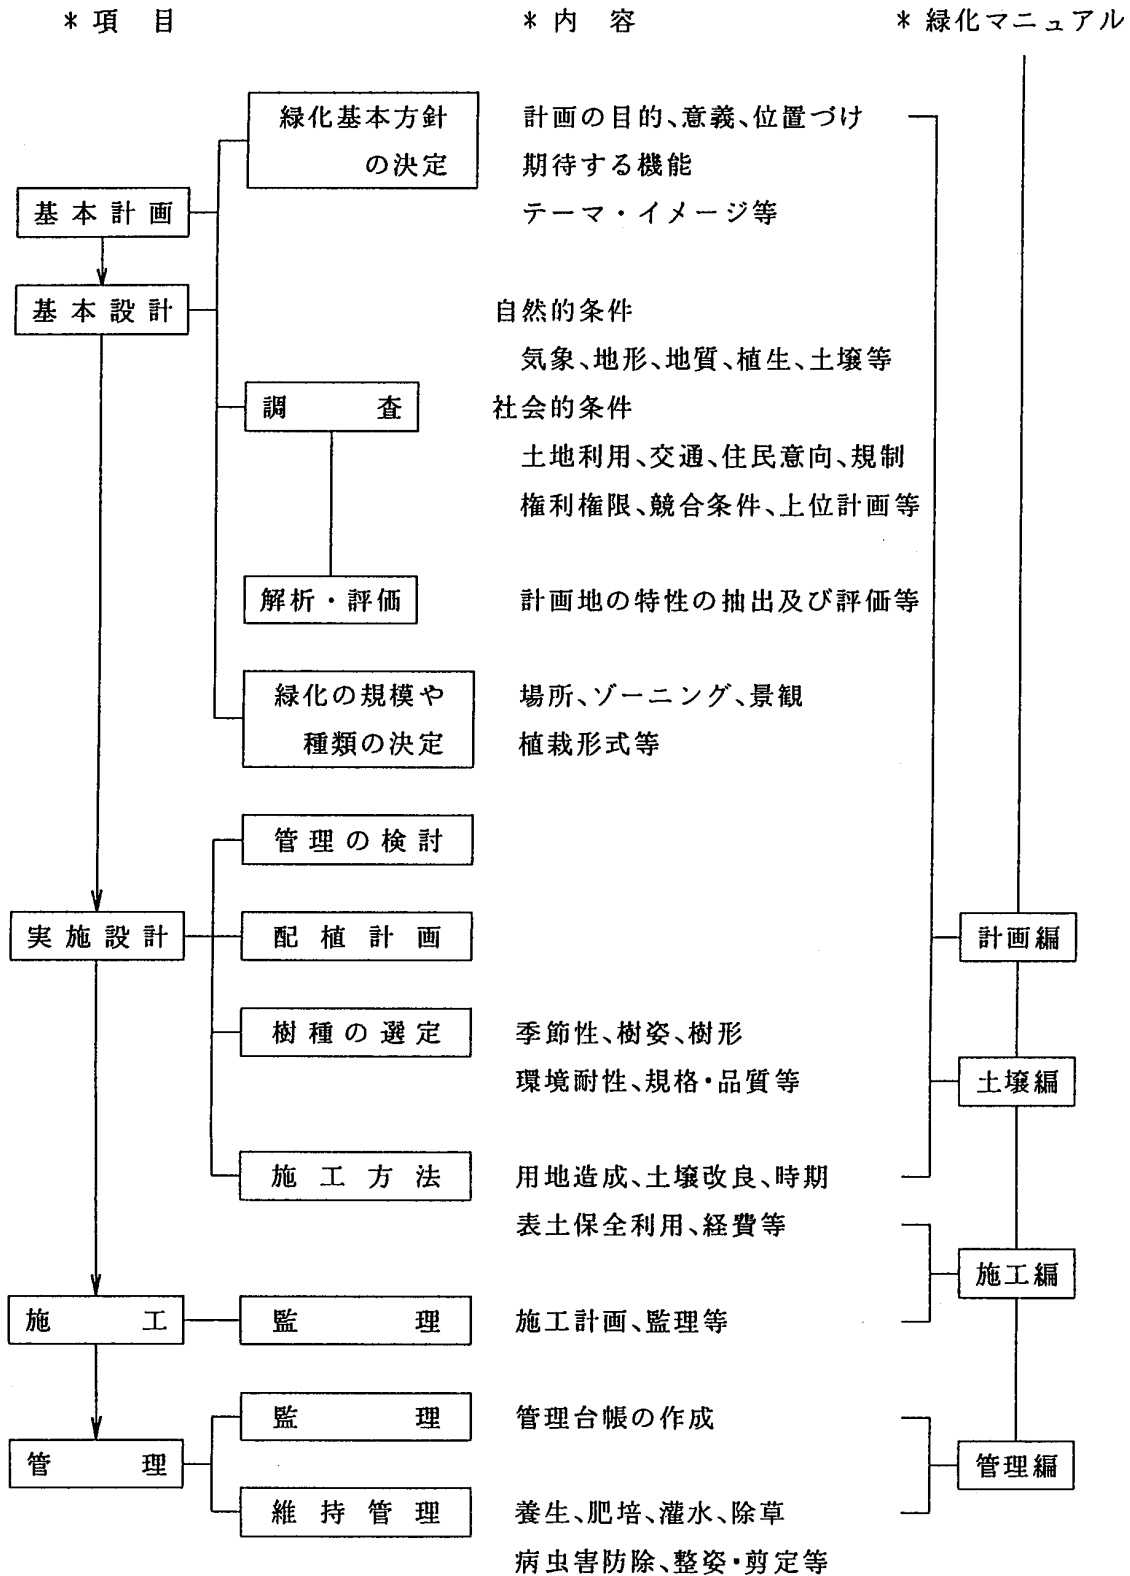 * 項 目 * 内 容 * 緑化マニュアル
緑化基本方針 計画の目的、意義、位置づけ
の決定 期待する機能
基本計画 テーマ・イメージ等
基本設計 自然的条件
気象、地形、地質、植生、土壌等
調 査 社会的条件
土地利用、交通、住民意向、規制
権利権限、競合条件、上位計画等
解析・評価 計画地の特性の抽出及び評価等
緑化の規模や 場所、ゾーニング、景観
種類の決定 植栽形式等
管理の検討
実施設計 配植計画 計画編
樹種の選定 季節性、樹姿、樹形
環境耐性、規格・品質等 土壌編
施工方法 用地造成、土壌改良、時期
表土保全利用、経費等
施工編
施 工 監 理 施工計画、監理等
監 理 管理台帳の作成
管 理 管理編
維持管理 養生、肥培、灌水、除草
病虫害防除、整姿・剪定等